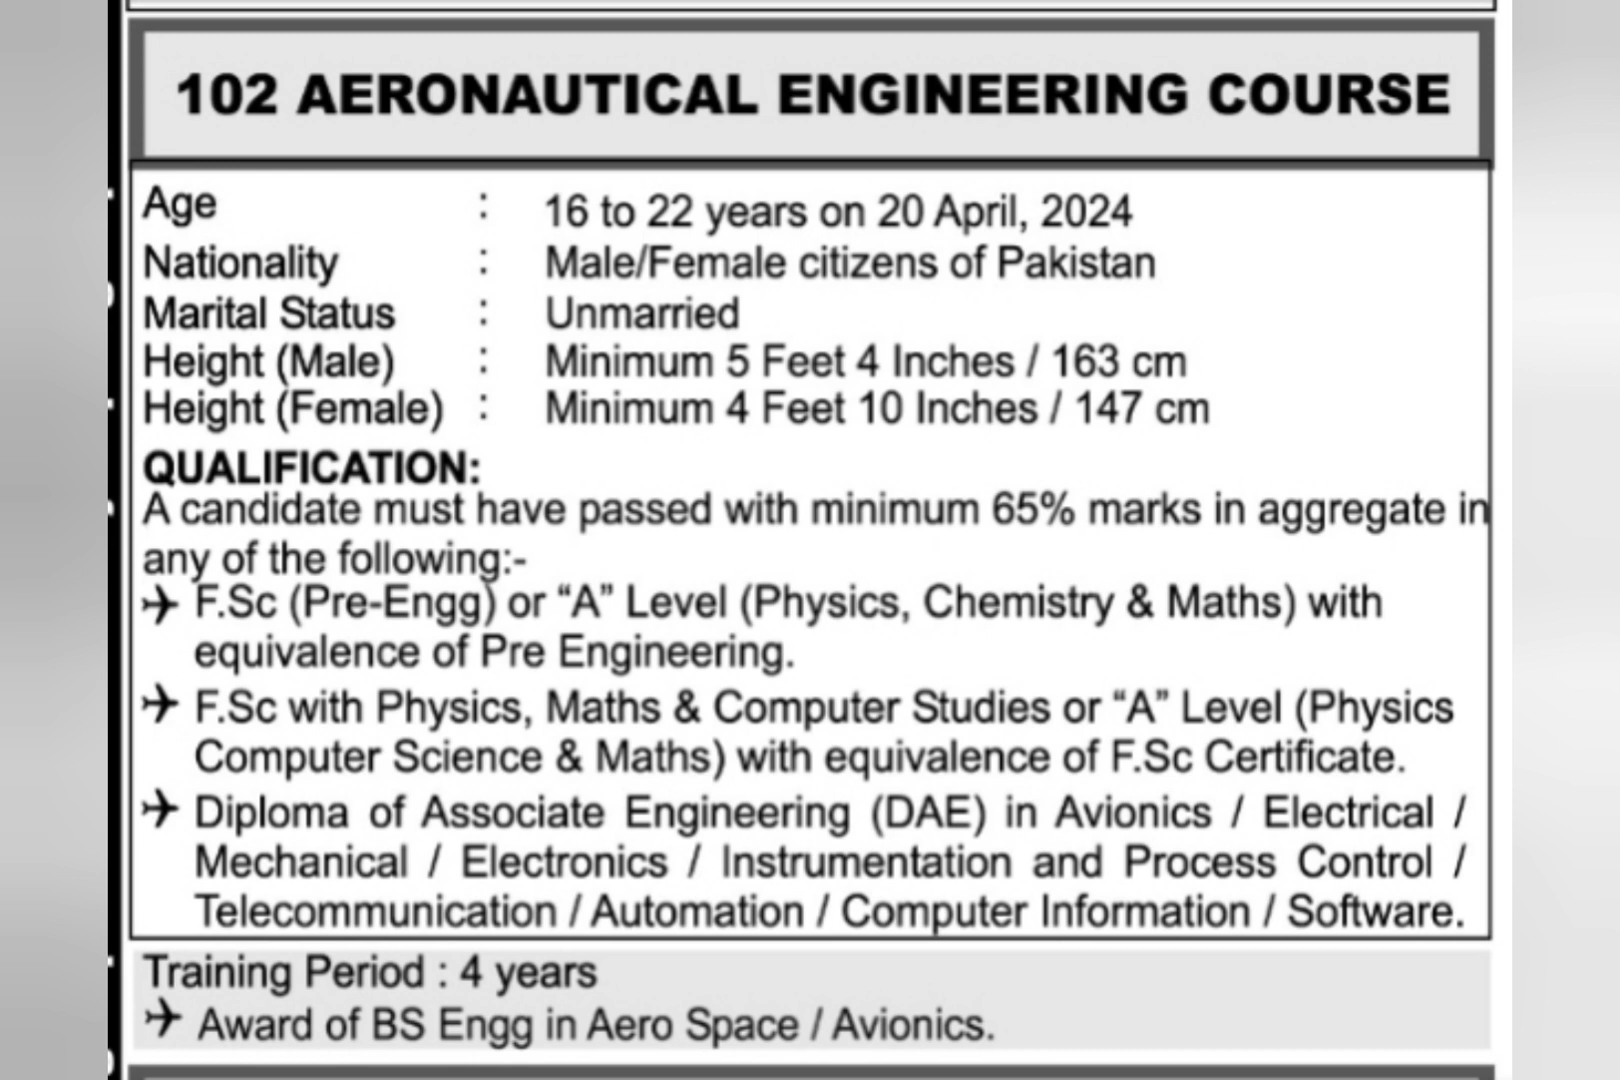 102 AERONAUTICAL ENGINEERING COURSE
Age : 16 to 22 years on 20 April, 2024
Nationality : Male/Female citizens of Pakistan
Marital Status : Unmarried
Height (Male) : Minimum 5 Feet 4 Inches / 163 cm
Height (Female) : Minimum 4 Feet 10 Inches / 147 cm
QUALIFICATION:
A candidate must have passed with minimum 65% marks in aggregate in
any of the following:-
✈ F.Sc (Pre-Engg) or “A” Level (Physics, Chemistry & Maths) with
equivalence of Pre Engineering.
✈ F.Sc with Physics, Maths & Computer Studies or “A” Level (Physics
Computer Science & Maths) with equivalence of F.Sc Certificate.
✈ Diploma of Associate Engineering (DAE) in Avionics / Electrical /
Mechanical / Electronics / Instrumentation and Process Control /
Telecommunication / Automation / Computer Information / Software.
Training Period : 4 years
✈ Award of BS Engg in Aero Space / Avionics.